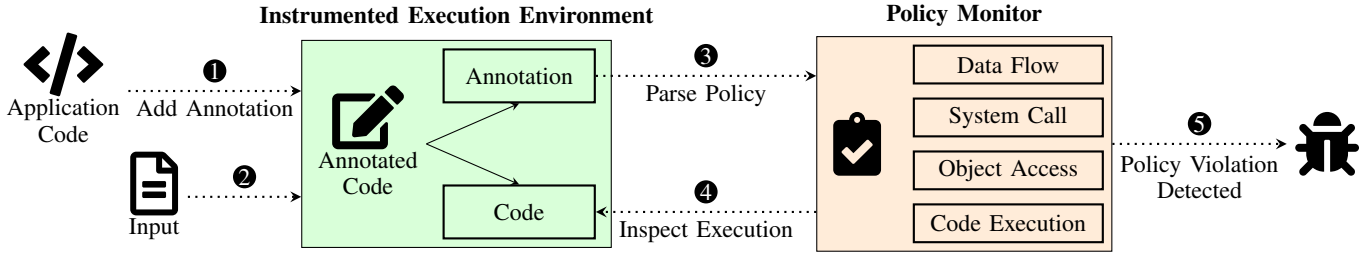 Instrumented Execution Environment
Policy Monitor
1
Add Annotation
Application
Code
2
Input
Annotated
Code
Annotation
Code
3
Parse Policy
4
Inspect Execution
Data Flow
System Call
Object Access
Code Execution
5
Policy Violation
Detected